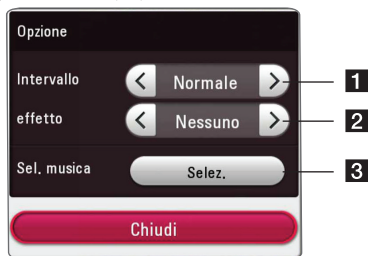 Opzione
Intervallo < Normale > 1
effetto < Nessuno > 2
Sel. musica Selez. 3
Chiudi